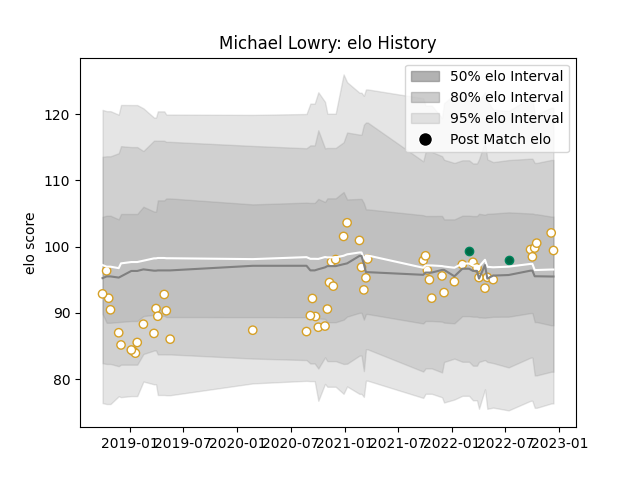 Michael Lowry: elo History
50% elo Interval
80% elo Interval
95% elo Interval
Post Match elo
elo score
120
110
100
90
80
2019-01 2019-07 2020-01 2020-07 2021-01 2021-07 2022-01 2022-07 2023-01